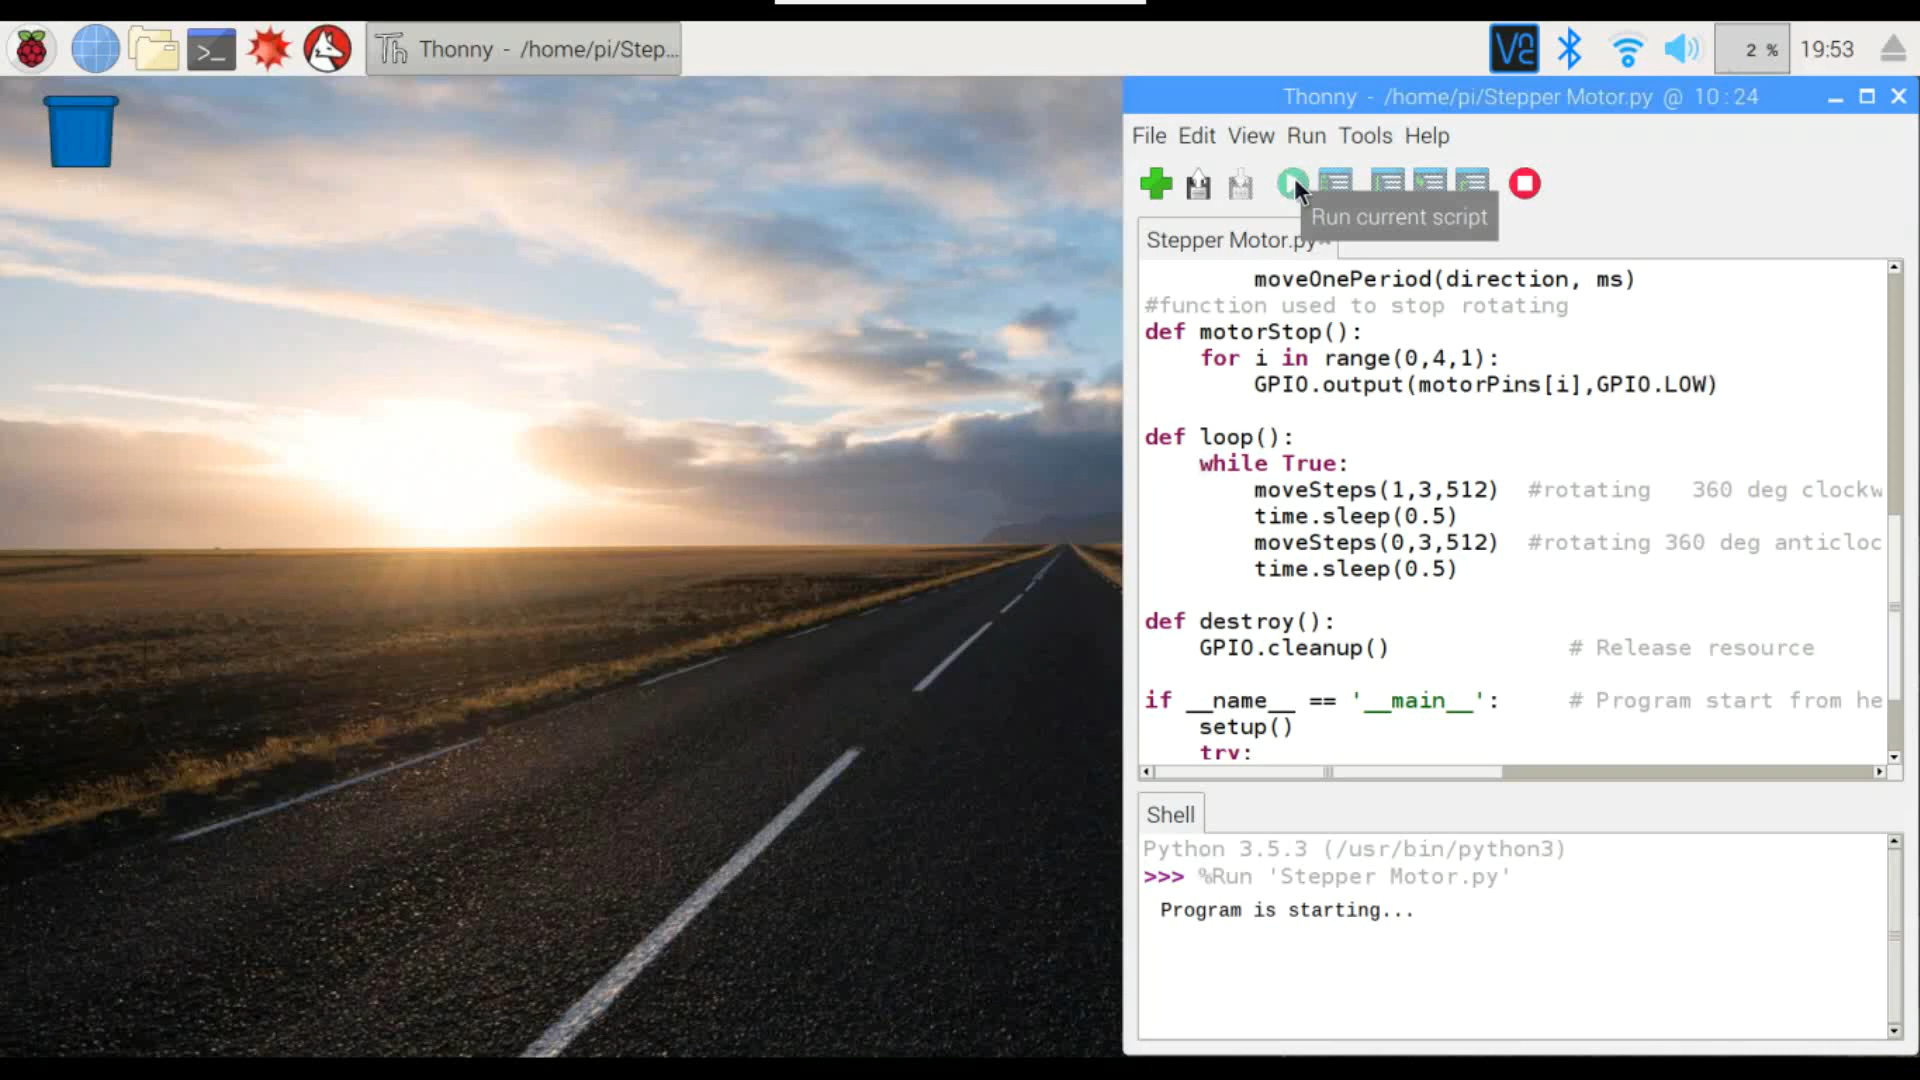 Thonny - /home/pi/Step...
2 %
19:53
Thonny - /home/pi/Stepper Motor.py @ 10 : 24
File Edit View Run Tools Help
Run current script
Stepper Motor.py
moveOnePeriod(direction, ms)
#function used to stop rotating
def motorStop():
for i in range(0,4,1):
GPIO.output(motorPins[i],GPIO.LOW)
def loop():
while True:
moveSteps(1,3,512) #rotating 360 deg clockw
time.sleep(0.5)
moveSteps(0,3,512) #rotating 360 deg anticloc
time.sleep(0.5)
def destroy():
GPIO.cleanup() # Release resource
if __name__ == '__main__': # Program start from he
setup()
try:
Shell
Python 3.5.3 (/usr/bin/python3)
>>> %Run 'Stepper Motor.py'
Program is starting...